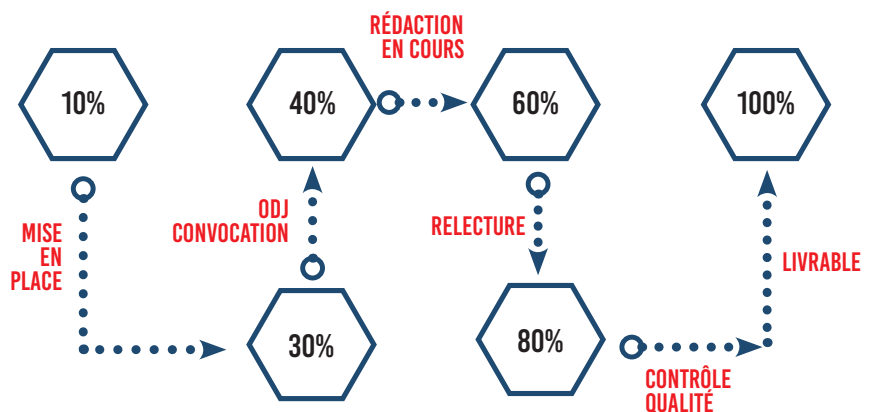 10%
MISE
EN
PLACE
30%
ODJ
CONVOCATION
40%
RÉDACTION
EN COURS
60%
RELECTURE
80%
CONTRÔLE
QUALITÉ
LIVRABLE
100%